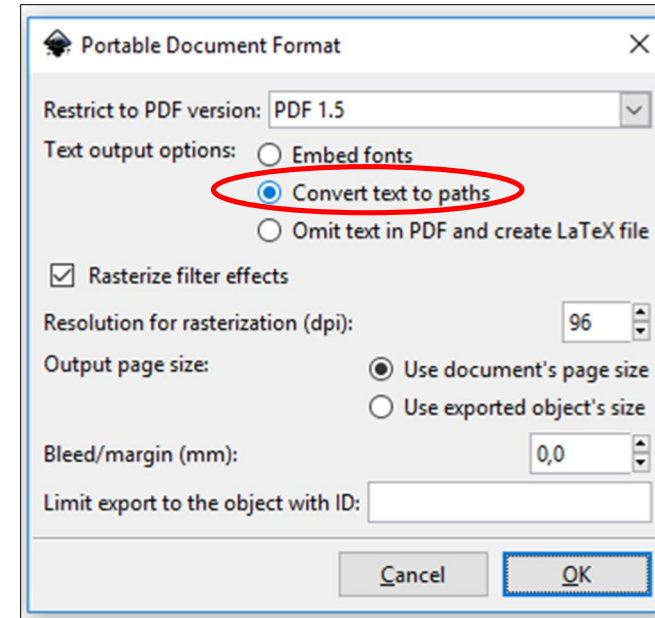 Portable Document Format
Restrict to PDF version: PDF 1.5
Text output options: Embed fonts
Convert text to paths
Omit text in PDF and create LaTeX file
Rasterize filter effects
Resolution for rasterization (dpi): 96
Output page size: Use document's page size
Use exported object's size
Bleed/margin (mm): 0,0
Limit export to the object with ID:
Cancel OK